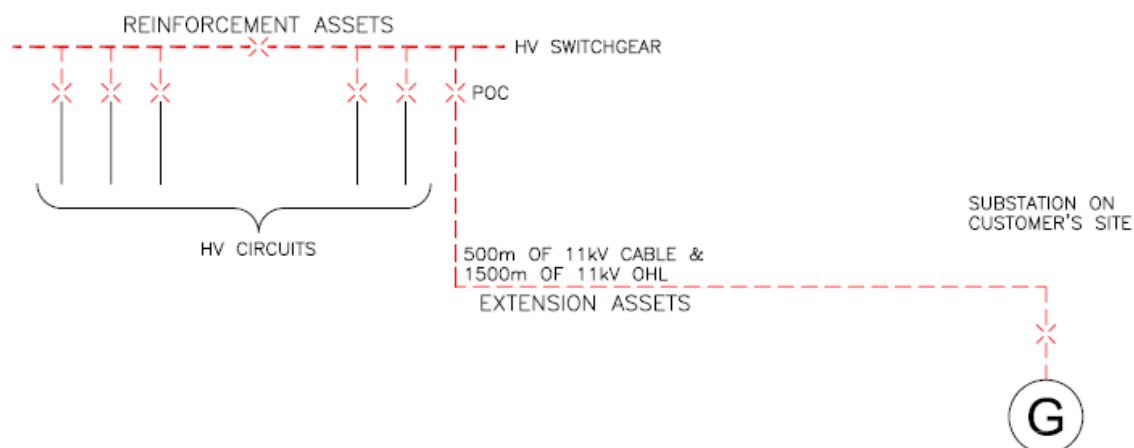 REINFORCEMENT ASSETS
HV SWITCHGEAR
POC
HV CIRCUITS
SUBSTATION ON
CUSTOMER'S SITE
500m OF 11kV CABLE &
1500m OF 11kV OHL
EXTENSION ASSETS
G